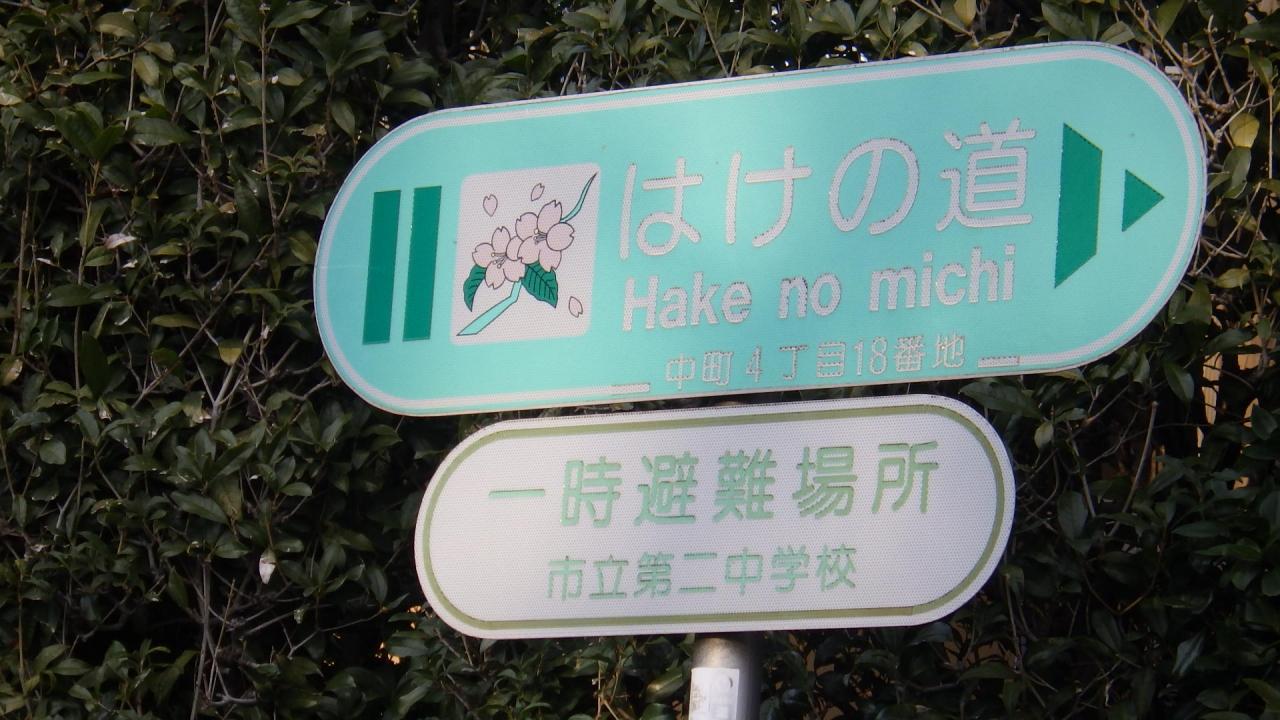 はけの道
Hake no michi
中町4丁目18番地
一時避難場所
市立第二中学校